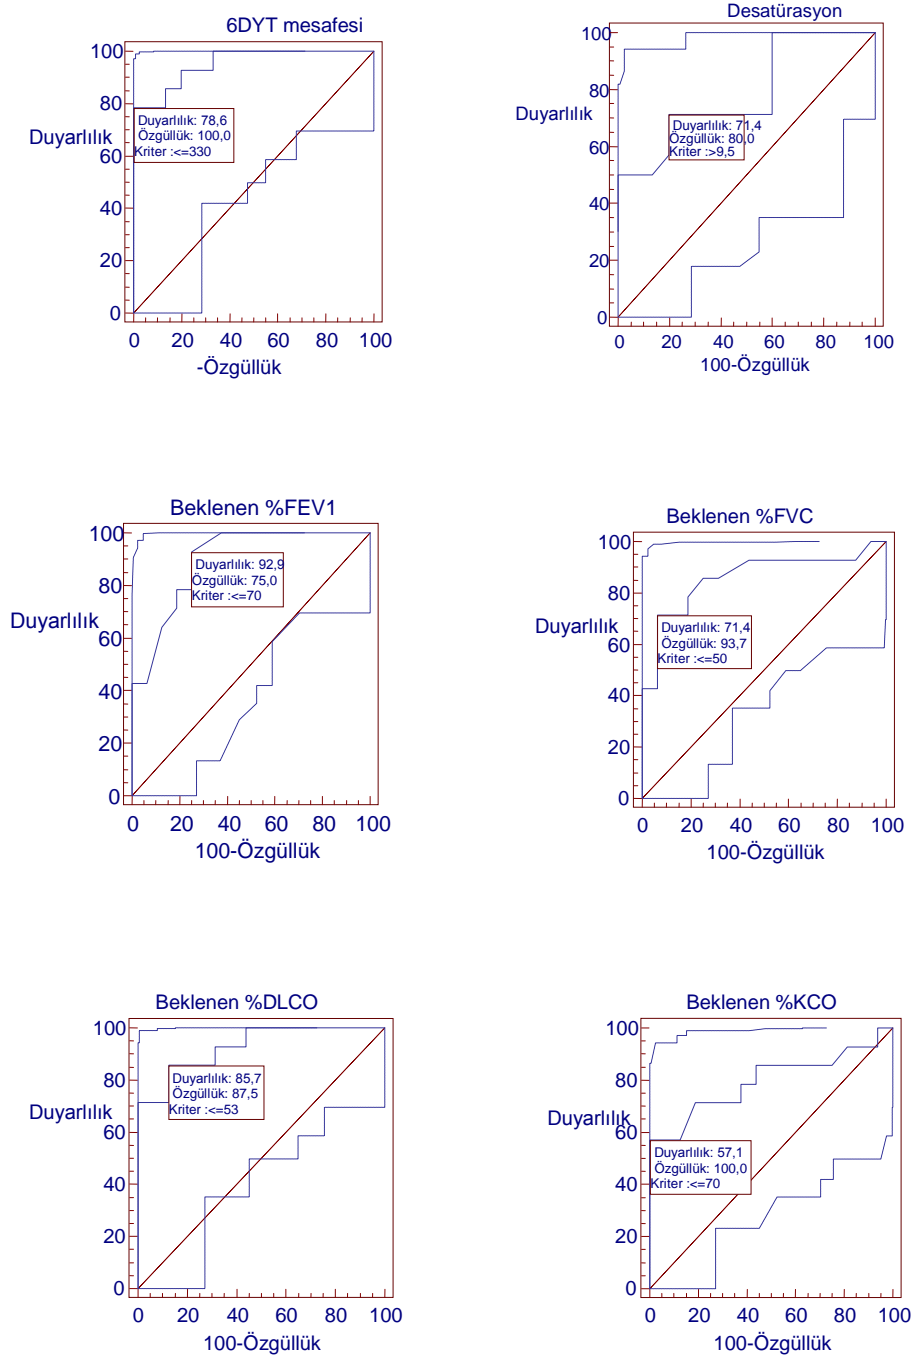 6DYT mesafesi
100
80
60
40
20
0
Duyarlılık
Duyarlılık: 78,6
Özgüllük: 100,0
Kriter :<=330
0 20 40 60 80 100
-Özgüllük
Desatürasyon
100
80
60
40
20
0
Duyarlılık
Duyarlılık: 71,4
Özgüllük: 80,0
Kriter :>9,5
0 20 40 60 80 100
100-Özgüllük
Beklenen %FEV1
100
80
60
40
20
0
Duyarlılık
Duyarlılık: 92,9
Özgüllük: 75,0
Kriter :<=70
0 20 40 60 80 100
100-Özgüllük
Beklenen %FVC
100
80
60
40
20
0
Duyarlılık
Duyarlılık: 71,4
Özgüllük: 93,7
Kriter :<=50
0 20 40 60 80 100
100-Özgüllük
Beklenen %DLCO
100
80
60
40
20
0
Duyarlılık
Duyarlılık: 85,7
Özgüllük: 87,5
Kriter :<=53
0 20 40 60 80 100
100-Özgüllük
Beklenen %KCO
100
80
60
40
20
0
Duyarlılık
Duyarlılık: 57,1
Özgüllük: 100,0
Kriter :<=70
0 20 40 60 80 100
100-Özgüllük